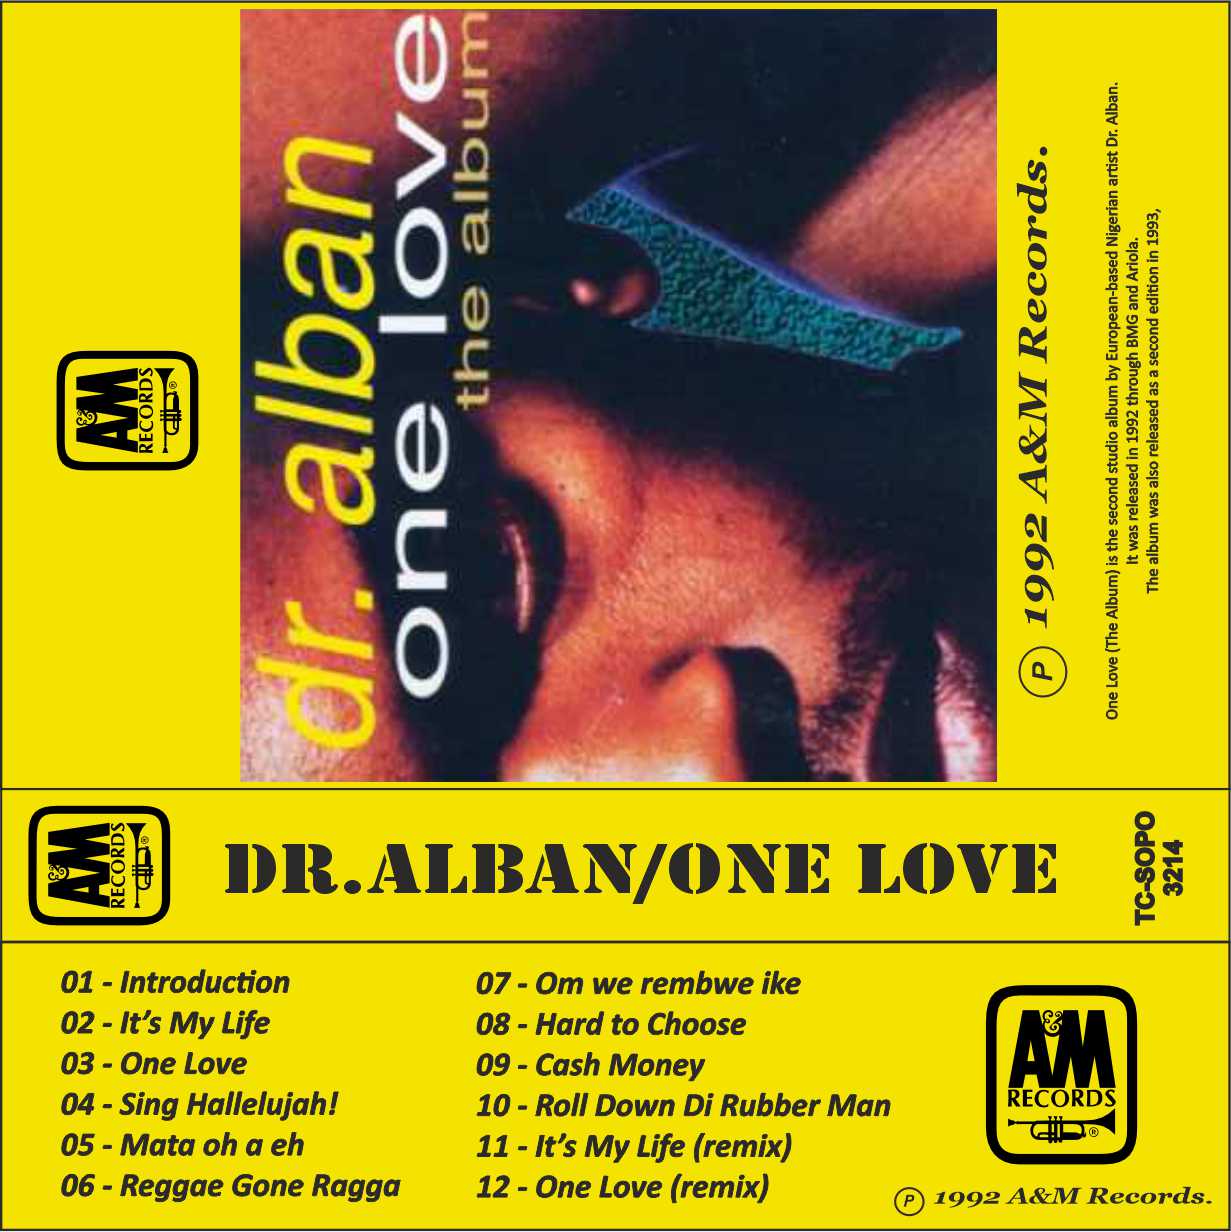 dr. alban
one love
the album
A&M
RECORDS
®
P 1992 A&M Records.
One Love (The Album) is the second studio album by European-based Nigerian artist Dr. Alban.
It was released in 1992 through BMG and Ariola.
The album was also released as a second edition in 1993,
A&M
RECORDS
®
DR.ALBAN/ONE LOVE
TC-SOPO
3214
01 - Introduction
02 - It's My Life
03 - One Love
04 - Sing Hallelujah!
05 - Mata oh a eh
06 - Reggae Gone Ragga
07 - Om we rembwe ike
08 - Hard to Choose
09 - Cash Money
10 - Roll Down Di Rubber Man
11 - It's My Life (remix)
12 - One Love (remix)
A&M
RECORDS
®
P 1992 A&M Records.